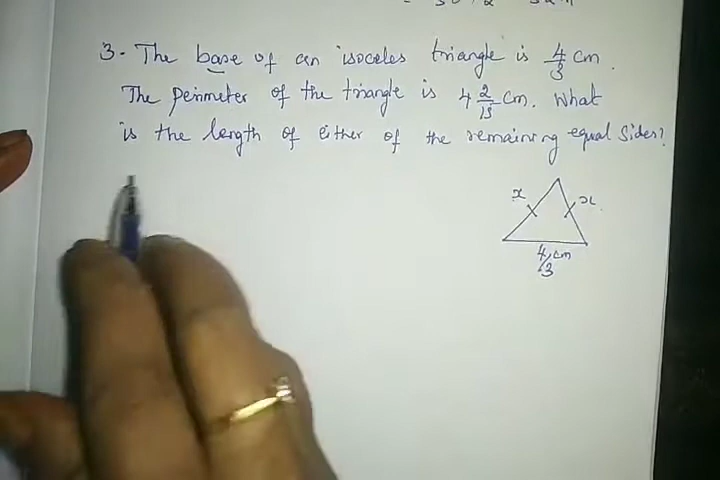 3. The base of an isoceles triangle is 4/3 cm.
The perimeter of the triangle is 4 2/15 cm. What
is the length of either of the remaining equal sides?
x x
4/3 cm